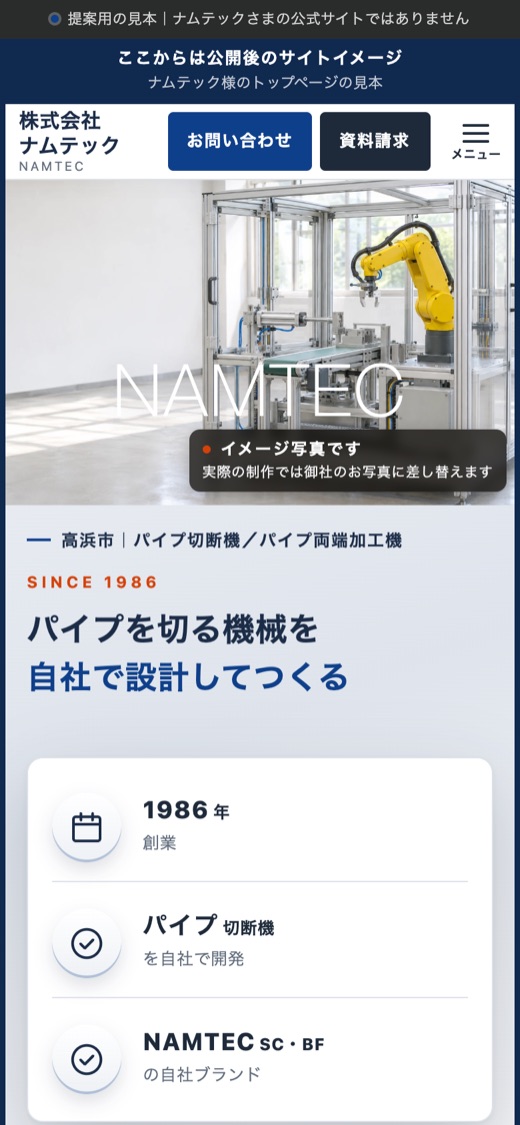 提案用の見本｜ナムテックさまの公式サイトではありません
ここからは公開後のサイトイメージ
ナムテック様のトップページの見本
株式会社
ナムテック
NAMTEC
お問い合わせ
資料請求
メニュー
NAMTEC
イメージ写真です
実際の制作では御社のお写真に差し替えます
高浜市｜パイプ切断機／パイプ両端加工機
SINCE 1986
パイプを切る機械を
自社で設計してつくる
1986 年
創業
パイプ 切断機
を自社で開発
NAMTEC SC・BF
の自社ブランド